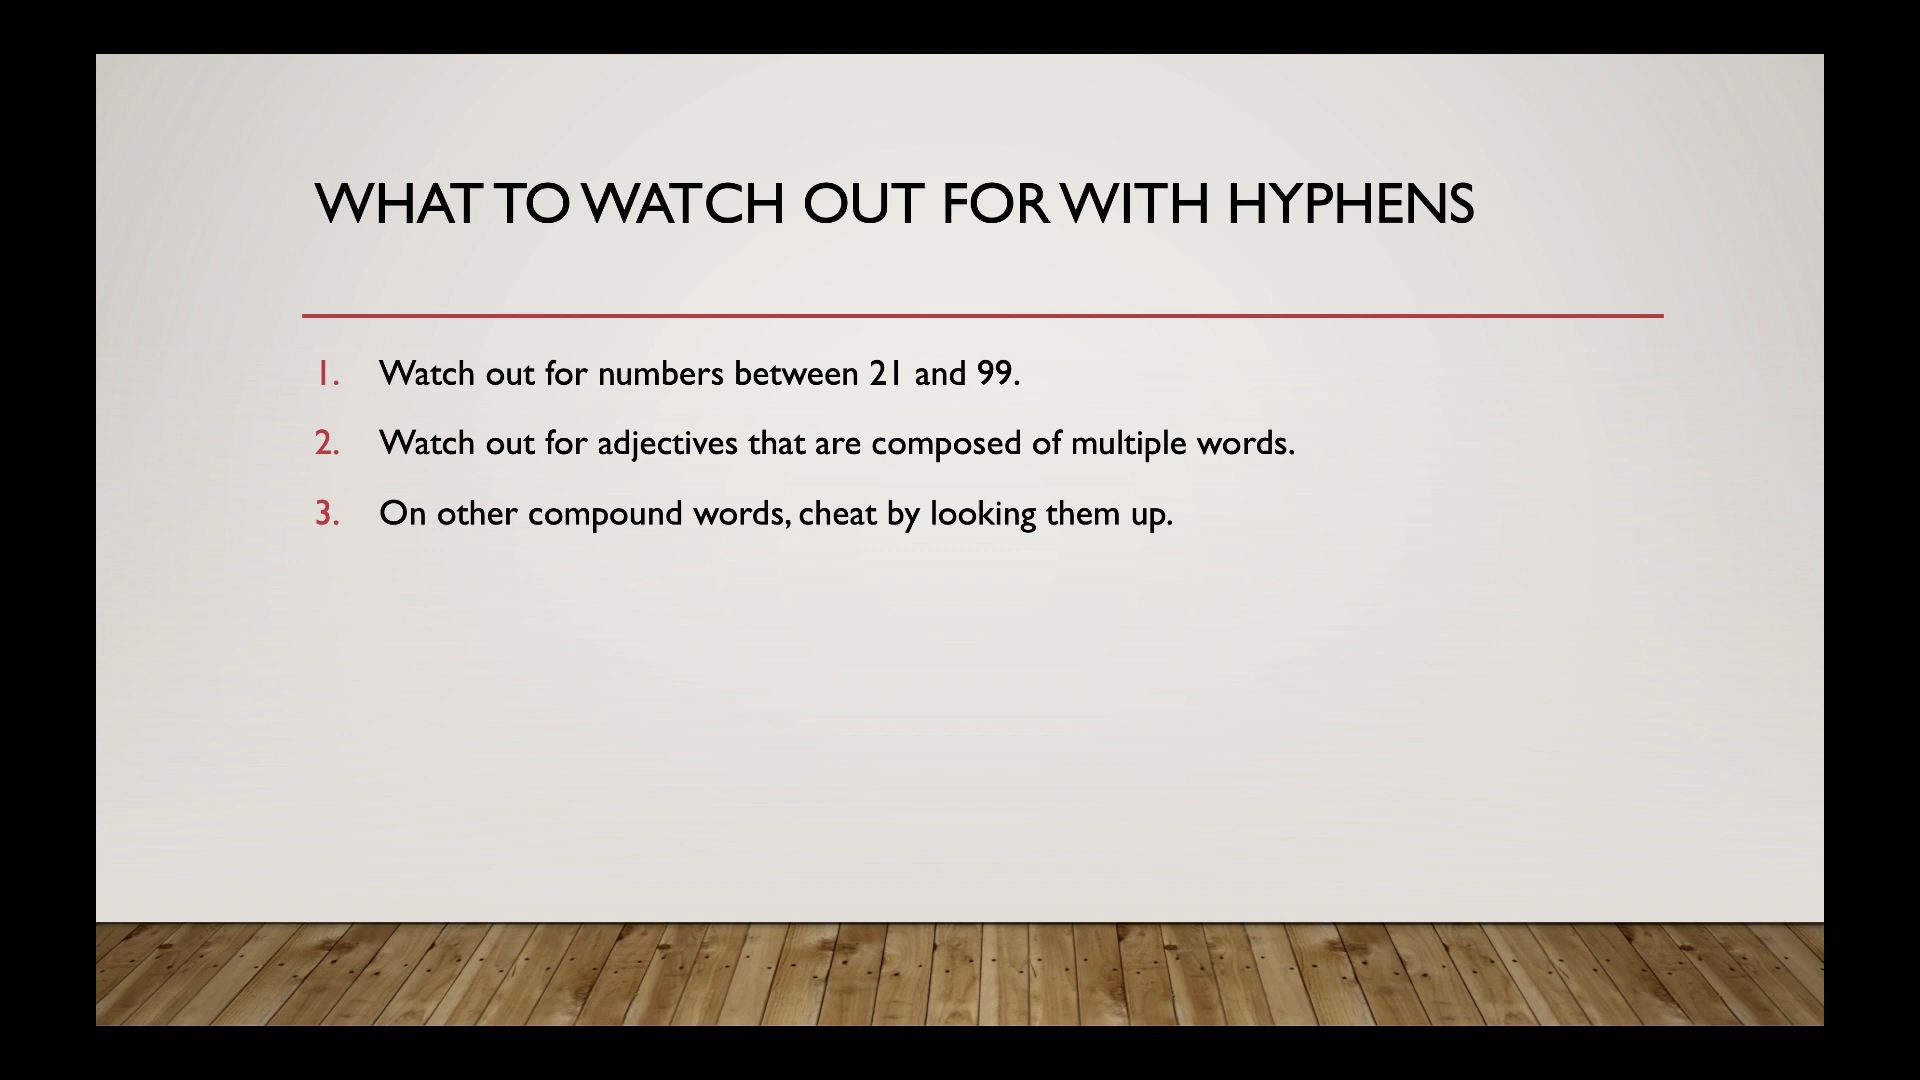 WHAT TO WATCH OUT FOR WITH HYPHENS
1. Watch out for numbers between 21 and 99.
2. Watch out for adjectives that are composed of multiple words.
3. On other compound words, cheat by looking them up.